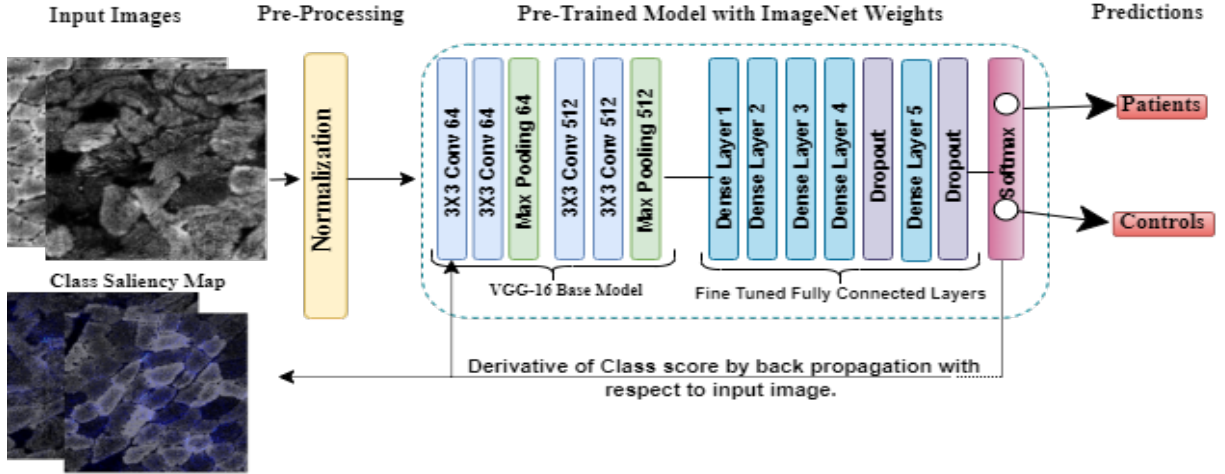 Input Images
Pre-Processing
Pre-Trained Model with ImageNet Weights
Predictions
Normalization
3X3 Conv 64
3X3 Conv 64
Max Pooling 64
3X3 Conv 512
3X3 Conv 512
Max Pooling 512
Dense Layer 1
Dense Layer 2
Dense Layer 3
Dense Layer 4
Dropout
Dense Layer 5
Dropout
Softmax
Patients
Controls
VGG-16 Base Model
Fine Tuned Fully Connected Layers
Class Saliency Map
Derivative of Class score by back propagation with
respect to input image.